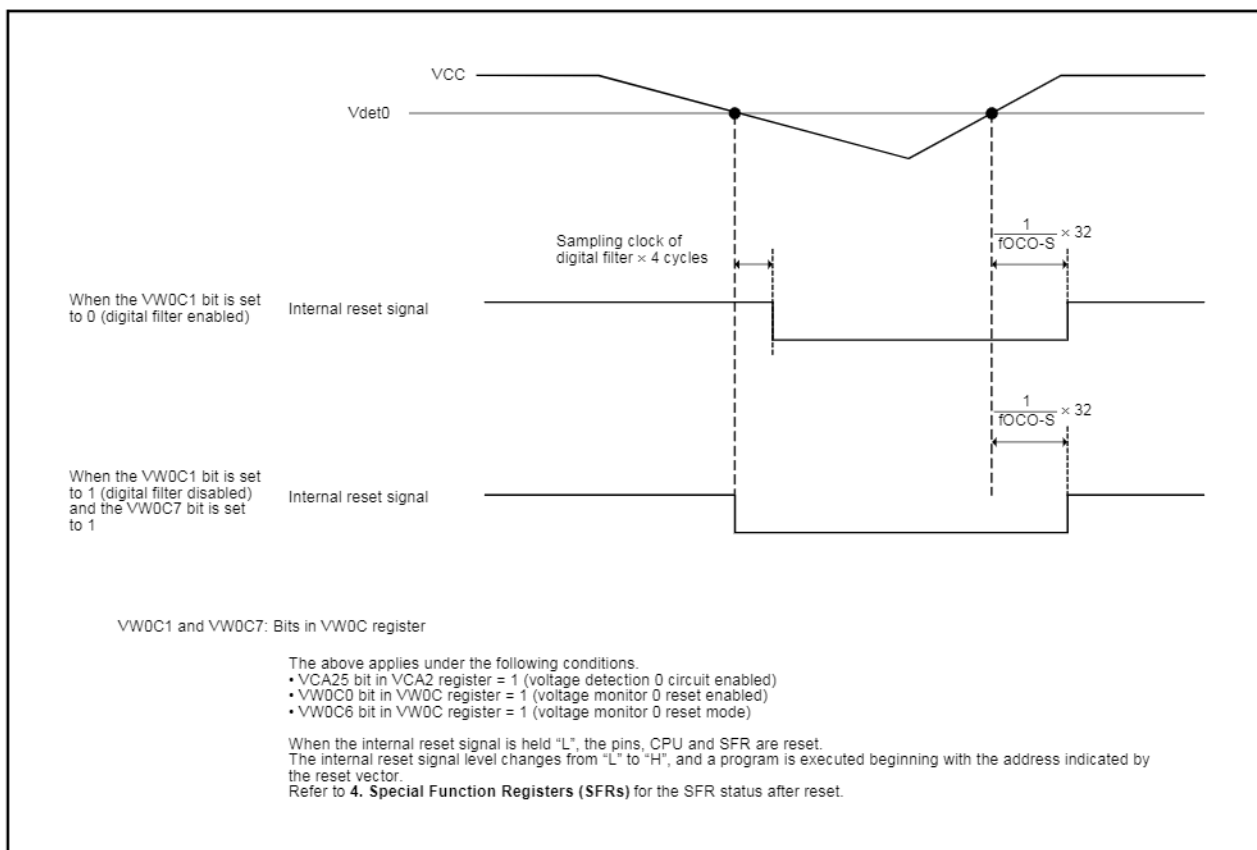 VCC
Vdet0
Sampling clock of
digital filter × 4 cycles
1
fOCO-S
× 32
When the VW0C1 bit is set
to 0 (digital filter enabled)
Internal reset signal
1
fOCO-S
× 32
When the VW0C1 bit is set
to 1 (digital filter disabled)
and the VW0C7 bit is set
to 1
Internal reset signal
VW0C1 and VW0C7: Bits in VW0C register
The above applies under the following conditions.
• VCA25 bit in VCA2 register = 1 (voltage detection 0 circuit enabled)
• VW0C0 bit in VW0C register = 1 (voltage monitor 0 reset enabled)
• VW0C6 bit in VW0C register = 1 (voltage monitor 0 reset mode)
When the internal reset signal is held “L”, the pins, CPU and SFR are reset.
The internal reset signal level changes from “L” to “H”, and a program is executed beginning with the address indicated by
the reset vector.
Refer to 4. Special Function Registers (SFRs) for the SFR status after reset.